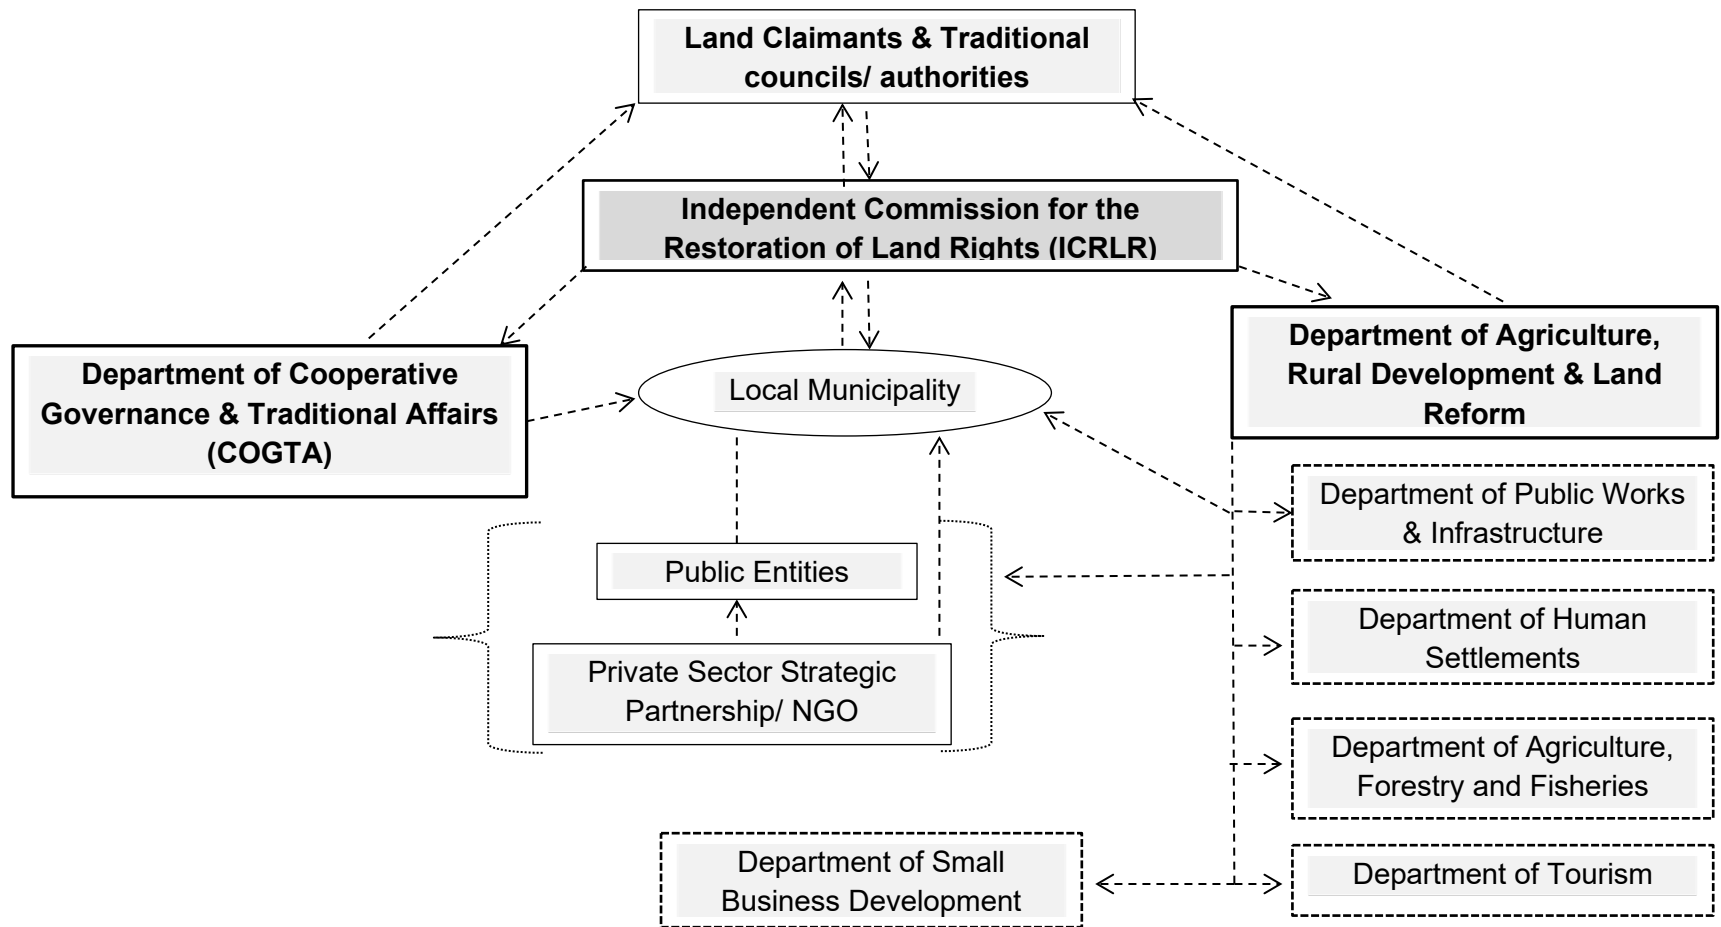 Land Claimants & Traditional
councils/ authorities
Independent Commission for the
Restoration of Land Rights (ICRLR)
Department of Cooperative
Governance & Traditional Affairs
(COGTA)
Local Municipality
Department of Agriculture,
Rural Development & Land
Reform
Department of Public Works
& Infrastructure
Public Entities
Department of Human
Settlements
Private Sector Strategic
Partnership/ NGO
Department of Agriculture,
Forestry and Fisheries
Department of Small
Business Development
Department of Tourism